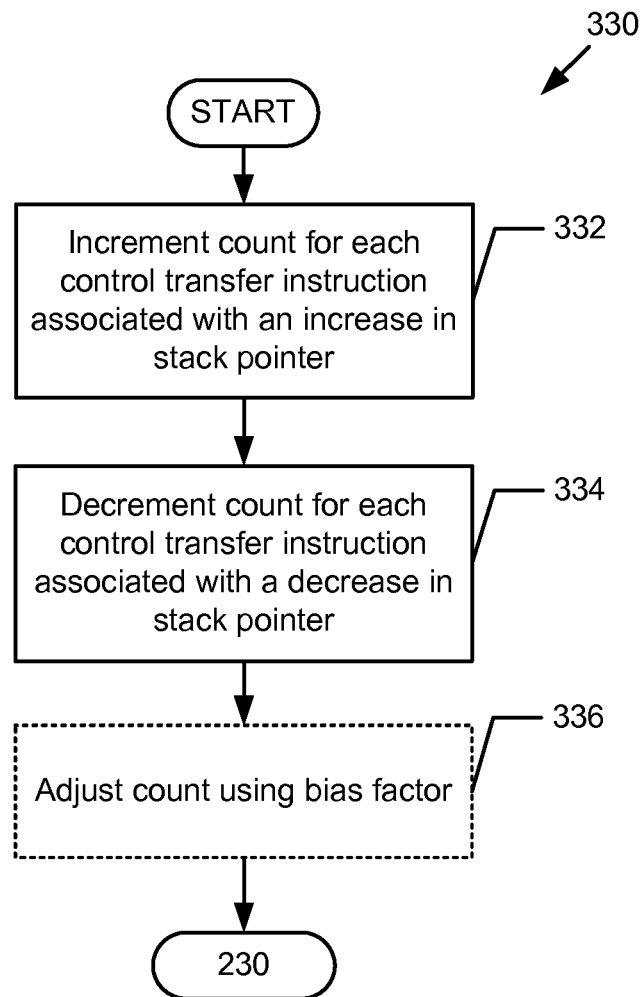 330
START
Increment count for each
control transfer instruction
associated with an increase in
stack pointer
332
Decrement count for each
control transfer instruction
associated with a decrease in
stack pointer
334
Adjust count using bias factor
336
230